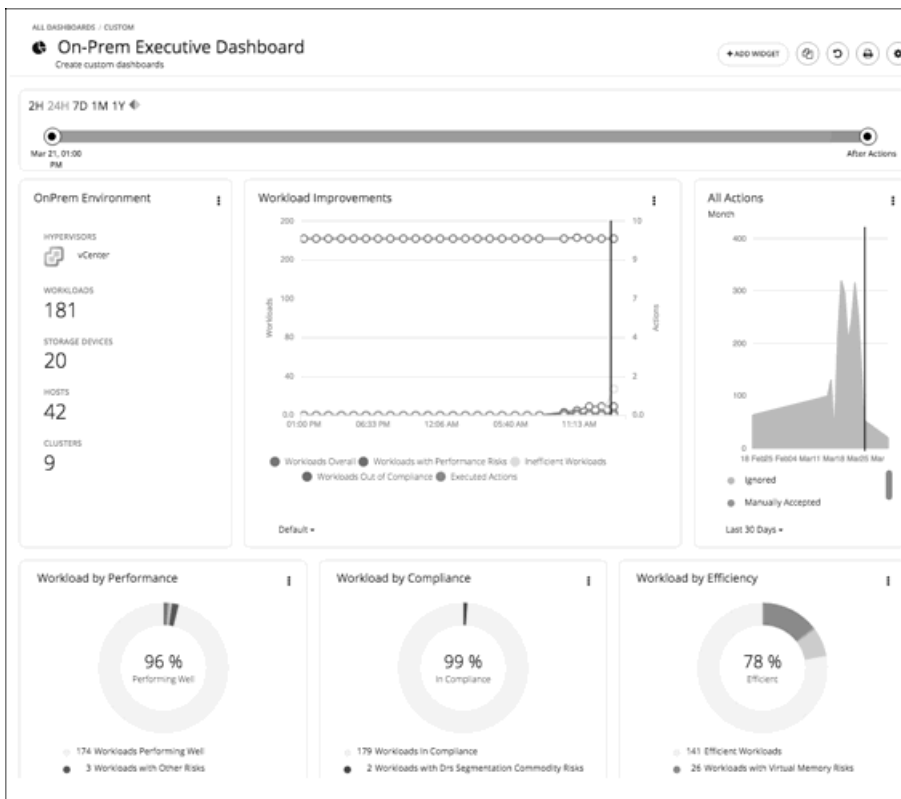 ALL DASHBOARDS / CUSTOM
On-Prem Executive Dashboard
Create custom dashboards
+ ADD WIDGET
2H 24H 7D 1M 1Y
Mar 21, 01:00
PM
After Actions
OnPrem Environment
HYPERVISORS
vCenter
WORKLOADS
181
STORAGE DEVICES
20
HOSTS
42
CLUSTERS
9
Workload Improvements
200
200
100
80
40
0.0
Workloads
10
9
7
4
2
0.0
Actions
01:00 PM 06:33 PM 12:06 AM 05:40 AM 11:13 AM
Workloads Overall Workloads with Performance Risks Inefficient Workloads
Workloads Out of Compliance Executed Actions
Default
All Actions
Month
400
300
200
100
0
18 Feb25 Feb04 Mar11 Mar18 Mar25 Mar
Ignored
Manually Accepted
Last 30 Days
Workload by Performance
96 %
Performing Well
174 Workloads Performing Well
3 Workloads with Other Risks
Workload by Compliance
99 %
In Compliance
179 Workloads In Compliance
2 Workloads with Drs Segmentation Commodity Risks
Workload by Efficiency
78 %
Efficient
141 Efficient Workloads
26 Workloads with Virtual Memory Risks